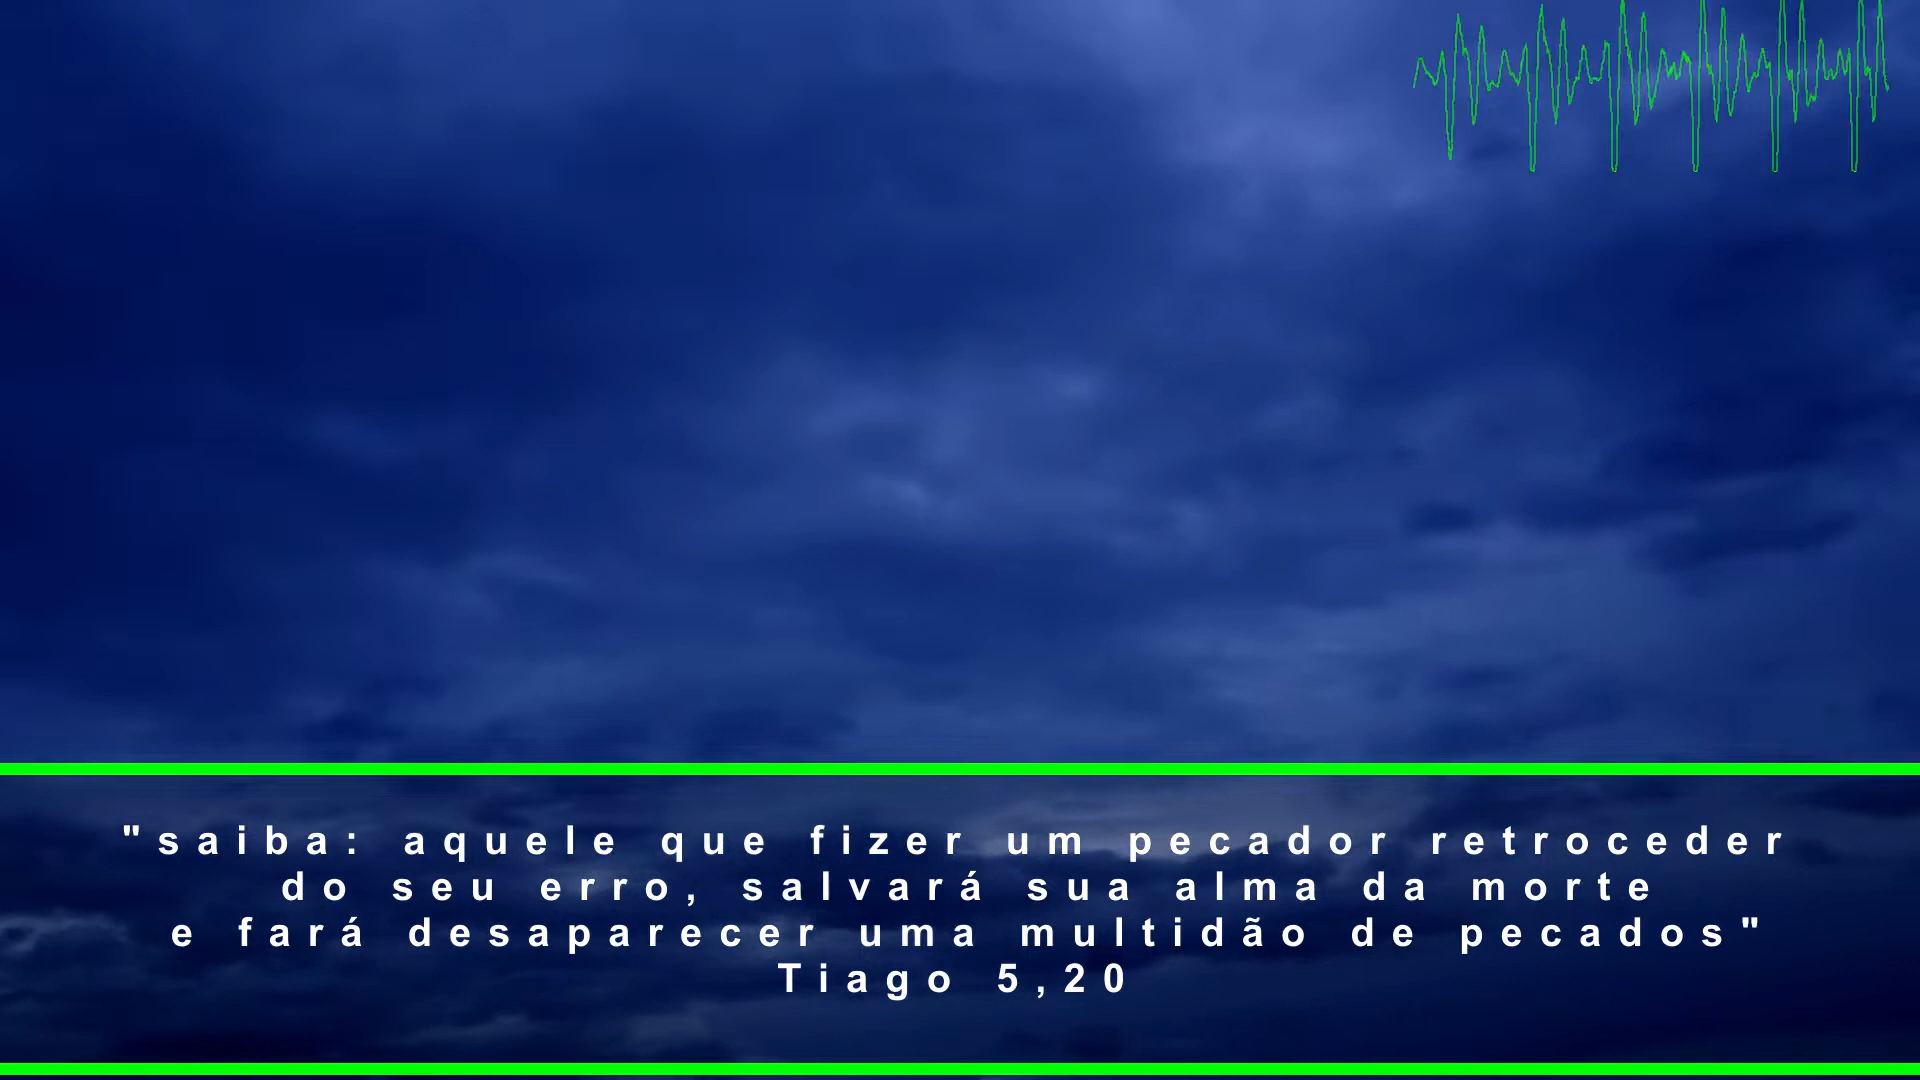 "saiba: aquele que fizer um pecador retroceder
do seu erro, salvará sua alma da morte
e fará desaparecer uma multidão de pecados"
Tiago 5,20